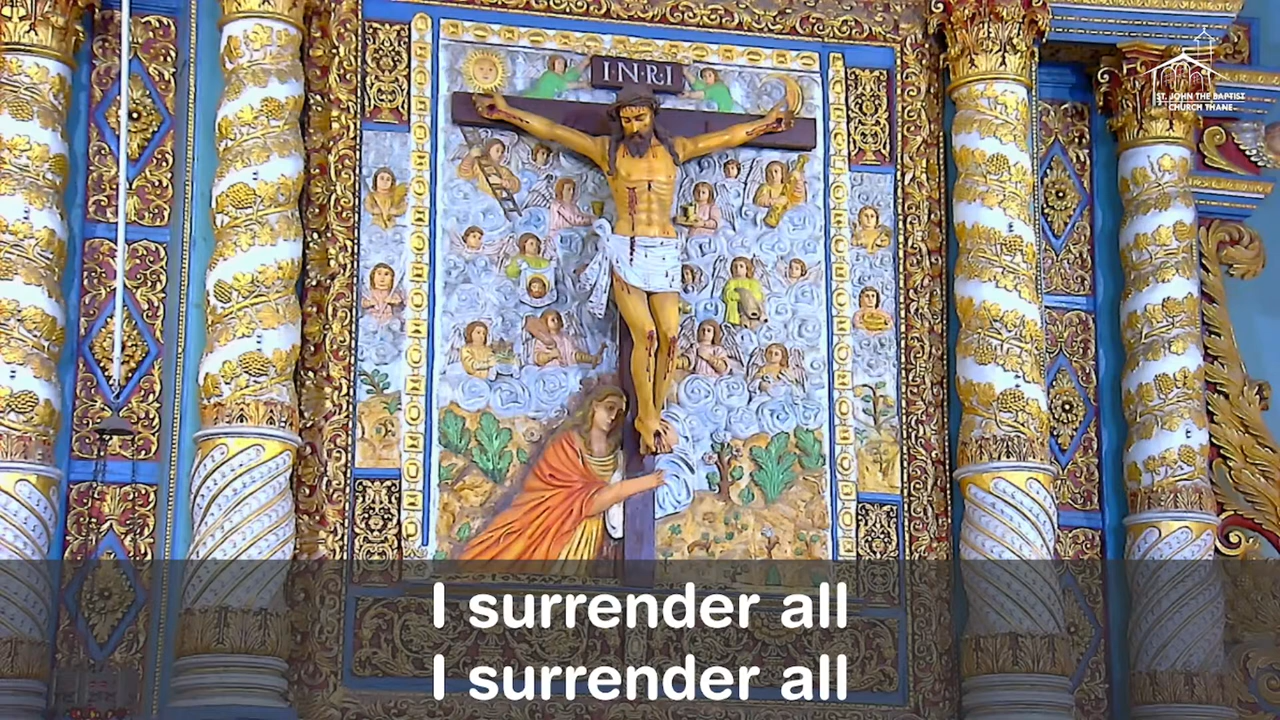 I·N·R·I
ST. JOHN THE BAPTIST
CHURCH THANE
I surrender all
I surrender all